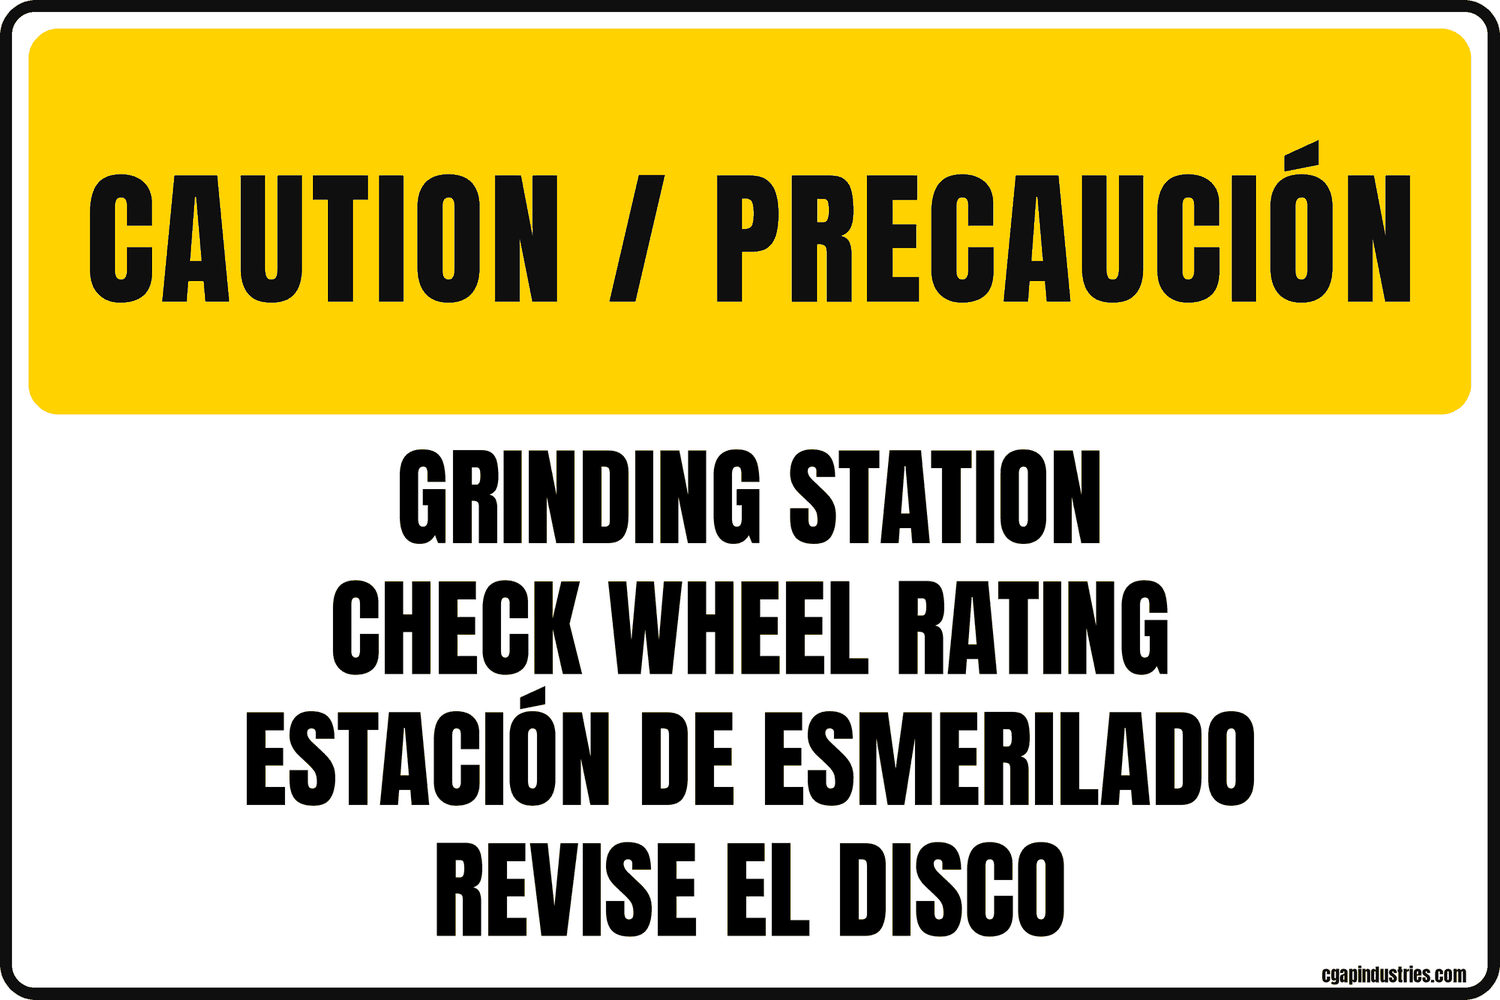 CAUTION / PRECAUCIÓN
GRINDING STATION
CHECK WHEEL RATING
ESTACIÓN DE ESMERILADO
REVISE EL DISCO
cgapindustries.com